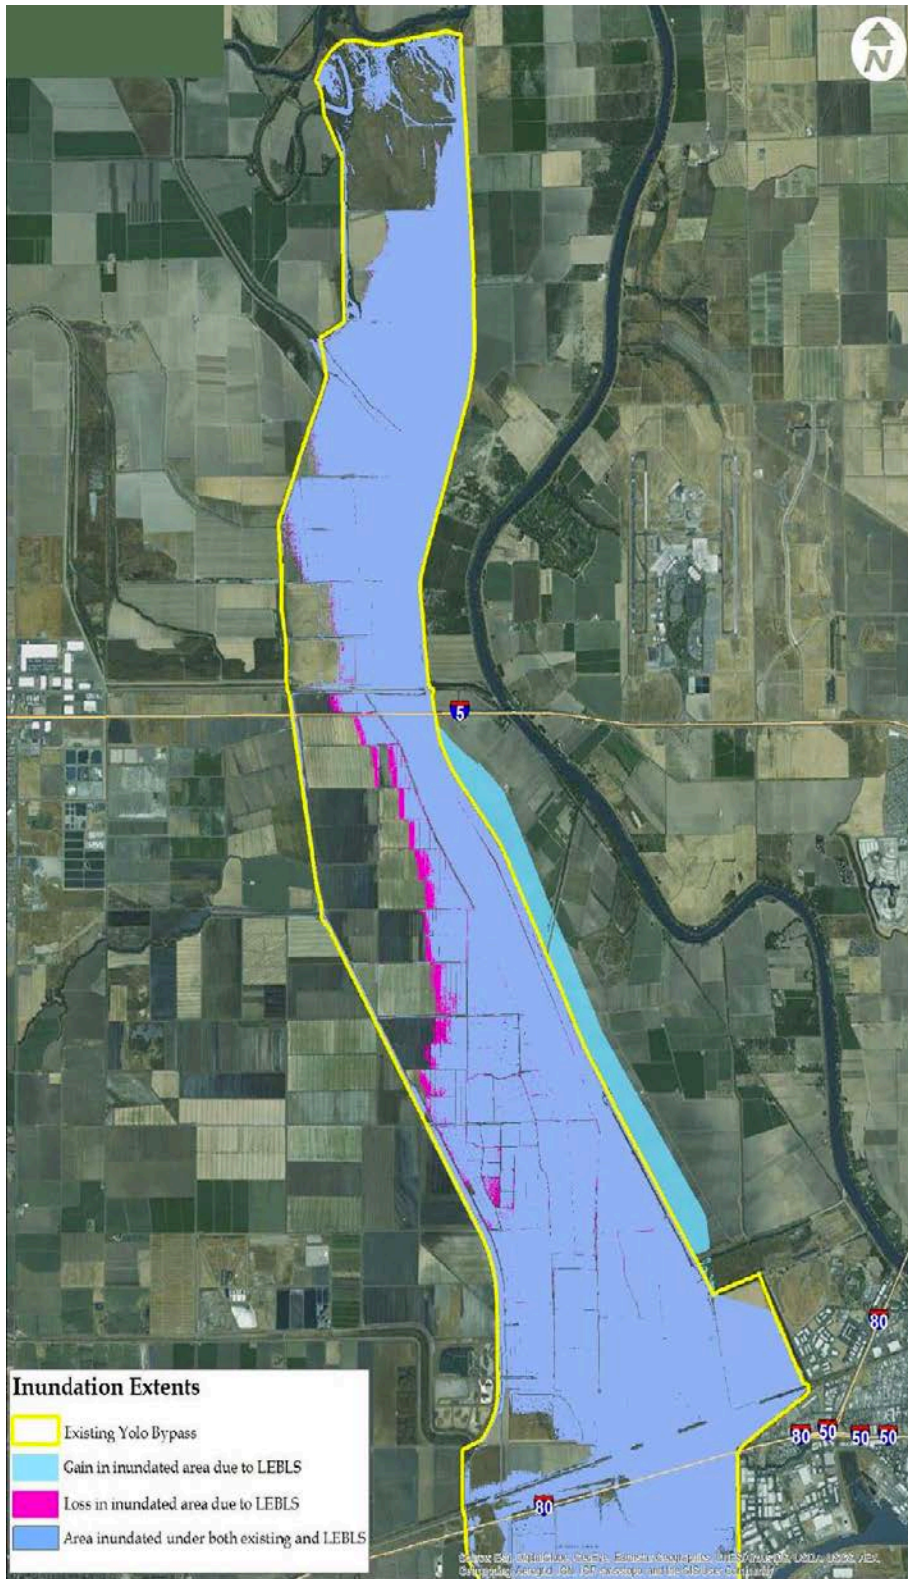 N
5
80
80
50
50
50
80
Inundation Extents
Existing Yolo Bypass
Gain in inundated area due to LEBLS
Loss in inundated area due to LEBLS
Area inundated under both existing and LEBLS